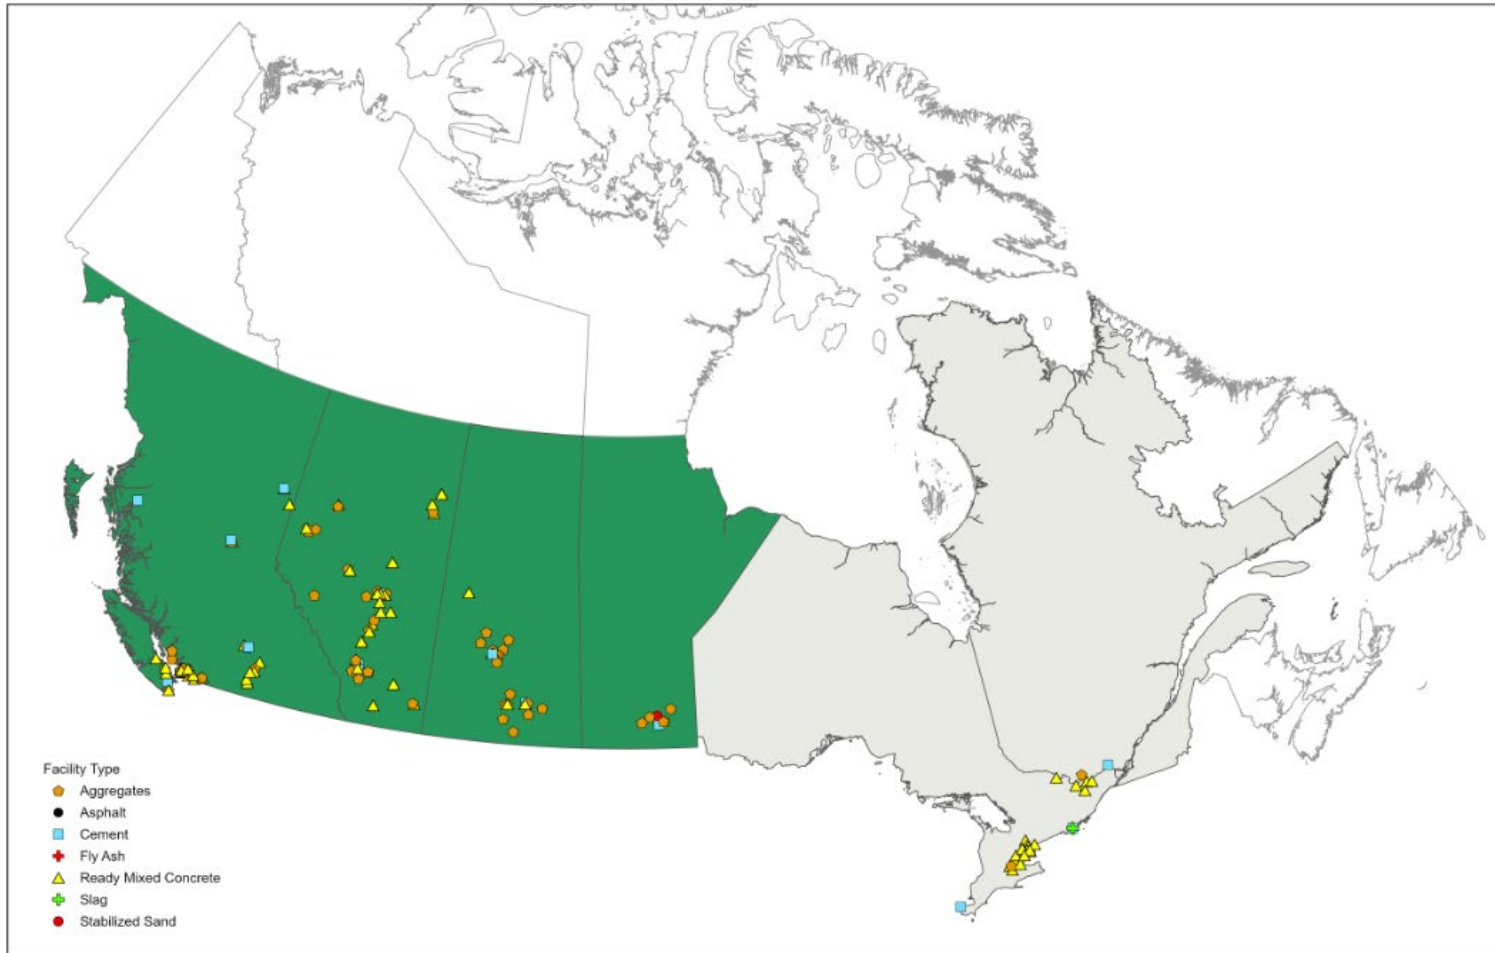 Facility Type
Aggregates
Asphalt
Cement
Fly Ash
Ready Mixed Concrete
Slag
Stabilized Sand